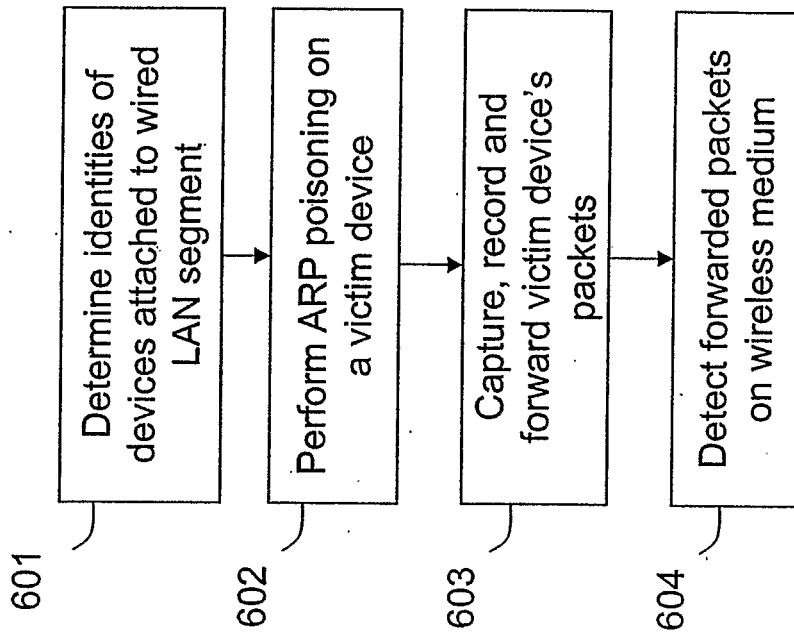 601
Determine identities of
devices attached to wired
LAN segment
602
Perform ARP poisoning on
a victim device
603
Capture, record and
forward victim device's
packets
604
Detect forwarded packets
on wireless medium